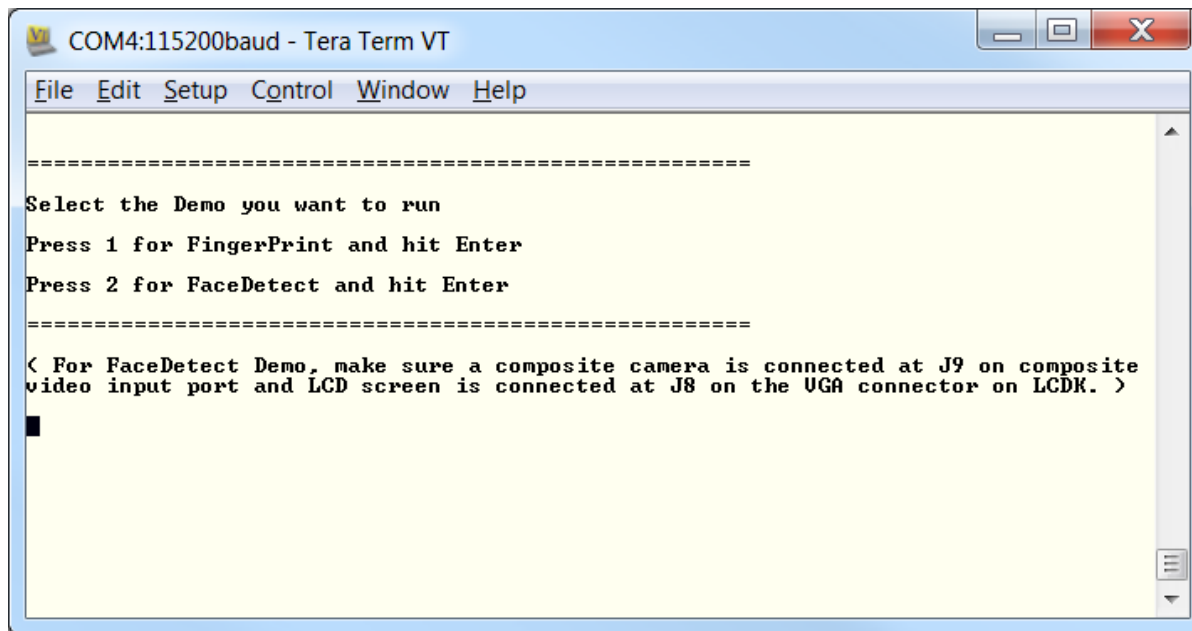 COM4:115200baud - Tera Term VT
File Edit Setup Control Window Help
======================================================
Select the Demo you want to run
Press 1 for FingerPrint and hit Enter
Press 2 for FaceDetect and hit Enter
======================================================
( For FaceDetect Demo, make sure a composite camera is connected at J9 on composite
video input port and LCD screen is connected at J8 on the VGA connector on LCDK. )